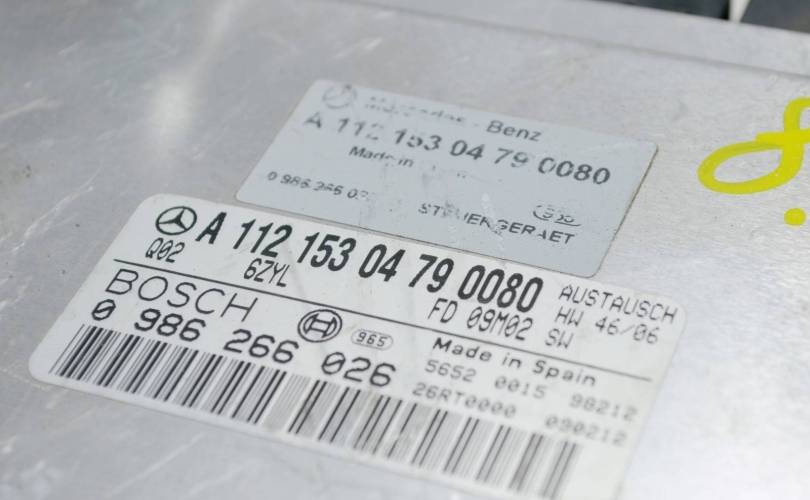 - Benz
A 112 153 04 79 0080
Made in
0 986 266 0
STEUERGERAET
A 112 153 04 79 0080
AUSTAUSCH
Q02 6ZYL FD 09M02 HW 46/06
SW
BOSCH 965 Made in Spain
0 986 266 026 5652 0015 98212
26RT0000 090212
8.